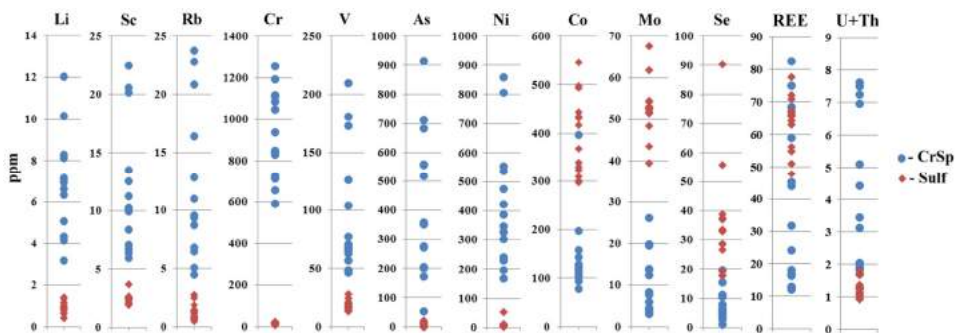 Li Sc Rb Cr V As Ni Co Mo Se REE U+Th
14 25 25 1400 250 1000 1000 600 70 100 90 9
12 20 20 1200 200 900 900 500 60 90 80 8
10 15 15 1000 150 800 800 400 50 80 70 7
8 10 10 800 100 700 700 300 40 70 60 6
6 5 5 600 50 600 600 200 30 60 50 5
4 0 0 400 0 500 500 100 20 50 40 4
2 200 400 400 0 10 40 30 3
0 0 300 300 0 30 20 2
200 200 20 10 1
100 100 10 0 0
0 0 0
ppm
- CrSp
- Sulf